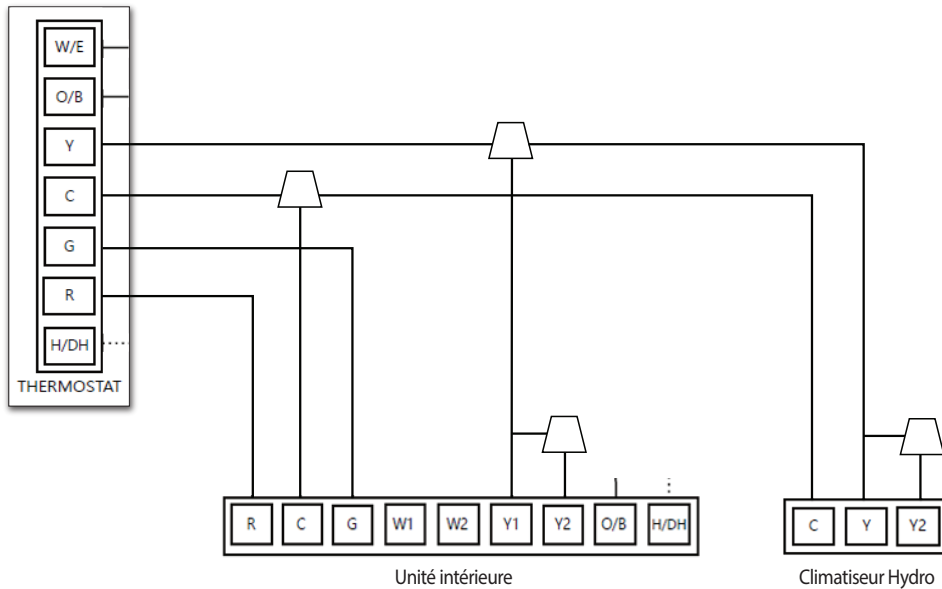 W/E
O/B
Y
C
G
R
H/DH
THERMOSTAT
R C G W1 W2 Y1 Y2 O/B H/DH
C Y Y2
Unité intérieure
Climatiseur Hydro